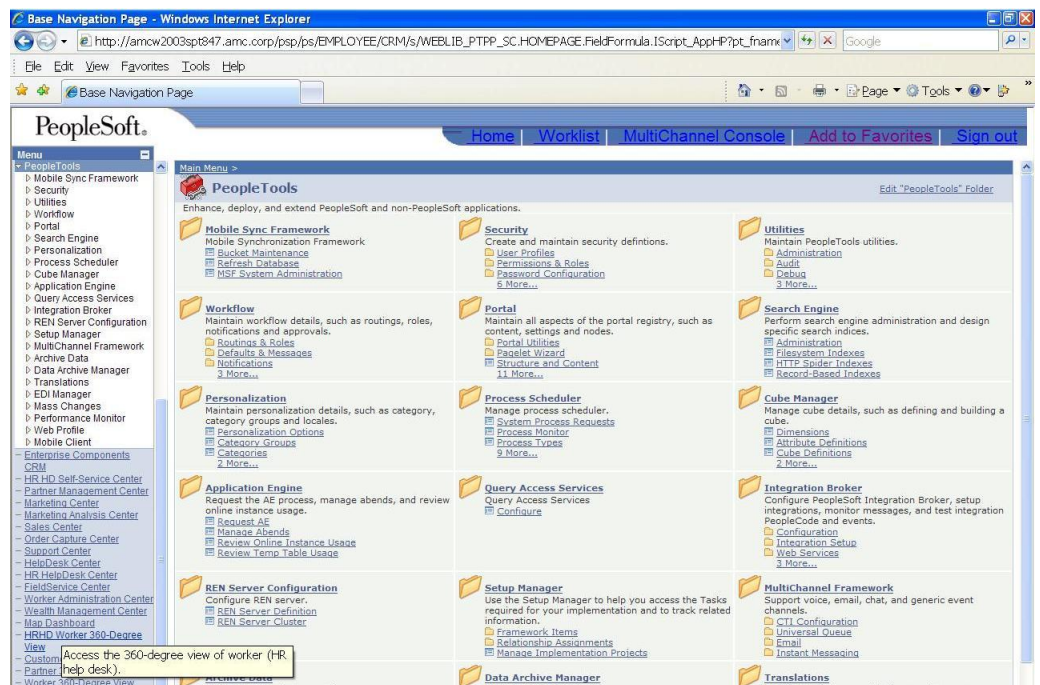 Base Navigation Page - Windows Internet Explorer
http://amcw2003spt847.amc.corp/psp/ps/EMPLOYEE/CRM/s/WEBLIB_PTPP_SC.HOMEPAGE.FieldFormula.IScript_AppHP?pt_fname
Google
File Edit View Favorites Tools Help
Base Navigation Page
Page Tools
PeopleSoft.
Home | Worklist | MultiChannel Console | Add to Favorites | Sign out
Menu
PeopleTools
Mobile Sync Framework
Security
Utilities
Workflow
Portal
Search Engine
Personalization
Process Scheduler
Cube Manager
Application Engine
Query Access Services
Integration Broker
REN Server Configuration
Setup Manager
MultiChannel Framework
Archive Data
Data Archive Manager
Translations
EDI Manager
Mass Changes
Performance Monitor
Web Profile
Mobile Client
Enterprise Components
CRM
HR HD Self-Service Center
Partner Management Center
Marketing Center
Marketing Analysis Center
Sales Center
Order Capture Center
Support Center
HelpDesk Center
HR HelpDesk Center
FieldService Center
Worker Administration Center
Wealth Management Center
Map Dashboard
HRHD Worker 360-Degree
View
Custom
Partner
Worker 360-Degree View
Access the 360-degree view of worker (HR
help desk).
Main Menu >
PeopleTools
Edit "PeopleTools" Folder
Enhance, deploy, and extend PeopleSoft and non-PeopleSoft applications.
Mobile Sync Framework
Mobile Synchronization Framework
Bucket Maintenance
Refresh Database
MSF System Administration
Security
Create and maintain security defintions.
User Profiles
Permissions & Roles
Password Configuration
6 More...
Utilities
Maintain PeopleTools utilities.
Administration
Audit
Debug
3 More...
Workflow
Maintain workflow details, such as routings, roles,
notifications and approvals.
Routings & Roles
Defaults & Messages
Notifications
3 More...
Portal
Maintain all aspects of the portal registry, such as
content, settings and nodes.
Portal Utilities
Pagelet Wizard
Structure and Content
11 More...
Search Engine
Perform search engine administration and design
specific search indices.
Administration
Filesystem Indexes
HTTP Spider Indexes
Record-Based Indexes
Personalization
Maintain personalization details, such as category,
category groups and locales.
Personalization Options
Category Groups
Categories
2 More...
Process Scheduler
Manage process scheduler.
System Process Requests
Process Monitor
Process Types
9 More...
Cube Manager
Manage cube details, such as defining and building a
cube.
Dimensions
Attribute Definitions
Cube Definitions
2 More...
Application Engine
Request the AE process, manage abends, and review
online instance usage.
Request AE
Manage Abends
Review Online Instance Usage
Review Temp Table Usage
Query Access Services
Query Access Services
Configure
Integration Broker
Configure PeopleSoft Integration Broker, setup
integrations, monitor messages, and test integration
PeopleCode and events.
Configuration
Integration Setup
Web Services
3 More...
REN Server Configuration
Configure REN server.
REN Server Definition
REN Server Cluster
Setup Manager
Use the Setup Manager to help you access the Tasks
required for your implementation and to track related
information.
Framework Items
Relationship Assignments
Manage Implementation Projects
MultiChannel Framework
Support voice, email, chat, and generic event
channels.
CTI Configuration
Universal Queue
Email
Instant Messaging
Archive Data
Data Archive Manager
Translations